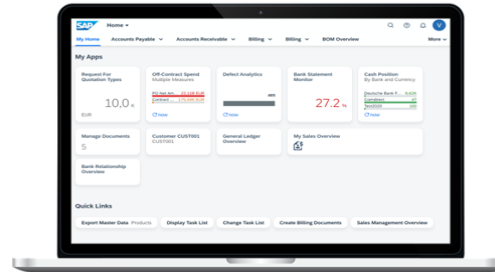 SAP Home
My Home Accounts Payable Accounts Receivable Billing Billing BOM Overview More
My Apps
Request For Quotation Types
10,0 K
EUR
Off-Contract Spend
Multiple Measures
Defect Analytics
now
Bank Statement Monitor
27.2 %
Cash Position
By Bank and Currency
Deutsche Bank F...
now
Manage Documents
5
Customer CUST001
CUST001
General Ledger Overview
My Sales Overview
Bank Relationship Overview
Quick Links
Export Master Data Products Display Task List Change Task List Create Billing Documents Sales Management Overview